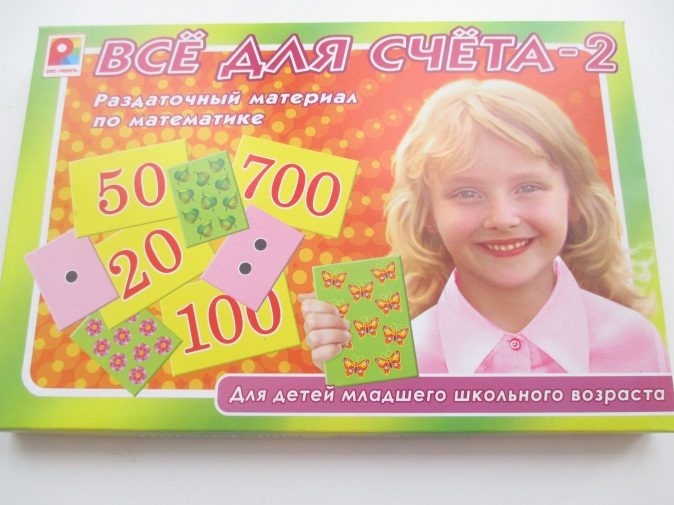 ВСЁ ДЛЯ СЧЁТА-2
Раздаточный материал
по математике
50
700
20
100
Для детей младшего школьного возраста